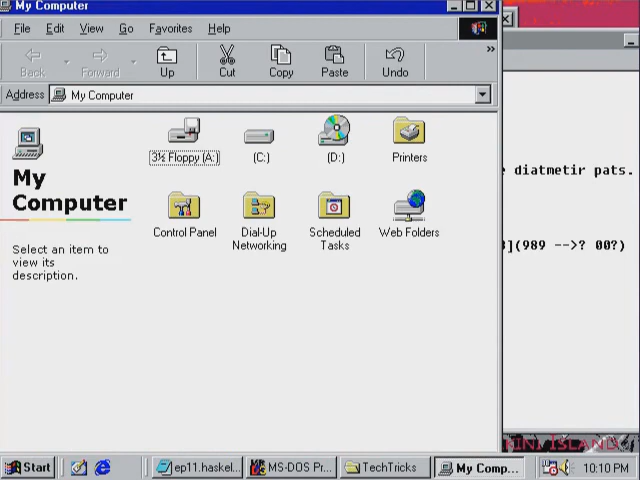 My Computer
File Edit View Go Favorites Help
Back Forward Up Cut Copy Paste Undo »
Address My Computer
3½ Floppy (A:) (C:) (D:) Printers
Control Panel Dial-Up Networking Scheduled Tasks Web Folders
My
Computer
Select an item to
view its
description.
diatmetir pats.
](989 -->? 00?)
Start ep11.haskel... MS-DOS Pr... TechTricks My Comp... 10:10 PM